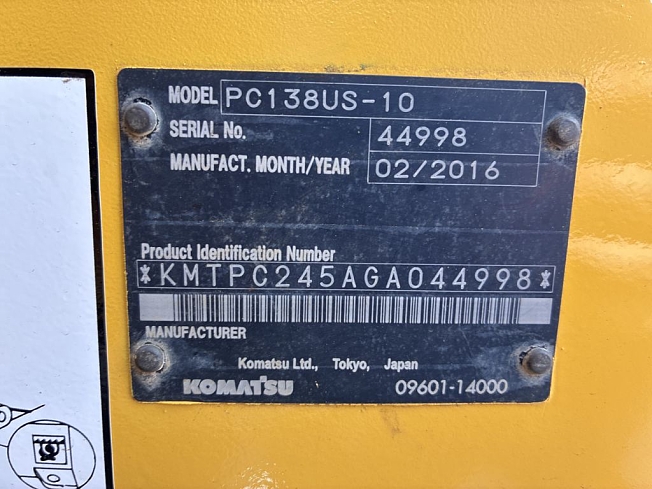 MODEL PC138US-10
SERIAL No. 44998
MANUFACT. MONTH/YEAR 02/2016
Product Identification Number
*KMTPC245AGA044998*
MANUFACTURER
Komatsu Ltd., Tokyo, Japan
KOMATSU 09601-14000